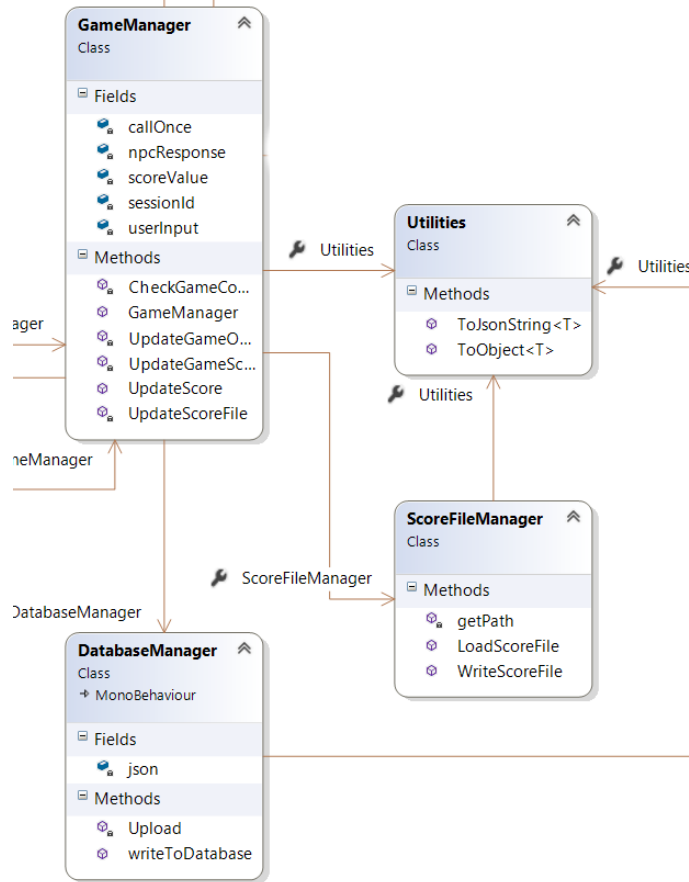 GameManager
Class
Fields
callOnce
npcResponse
scoreValue
sessionId
userInput
Methods
CheckGameCo...
GameManager
UpdateGameO...
UpdateGameSc...
UpdateScore
UpdateScoreFile
Utilities
Utilities
Class
Methods
ToJsonString<T>
ToObject<T>
Utilities
Utilities
ager
neManager
ScoreFileManager
ScoreFileManager
Class
Methods
getPath
LoadScoreFile
WriteScoreFile
DatabaseManager
DatabaseManager
Class
MonoBehaviour
Fields
json
Methods
Upload
writeToDatabase